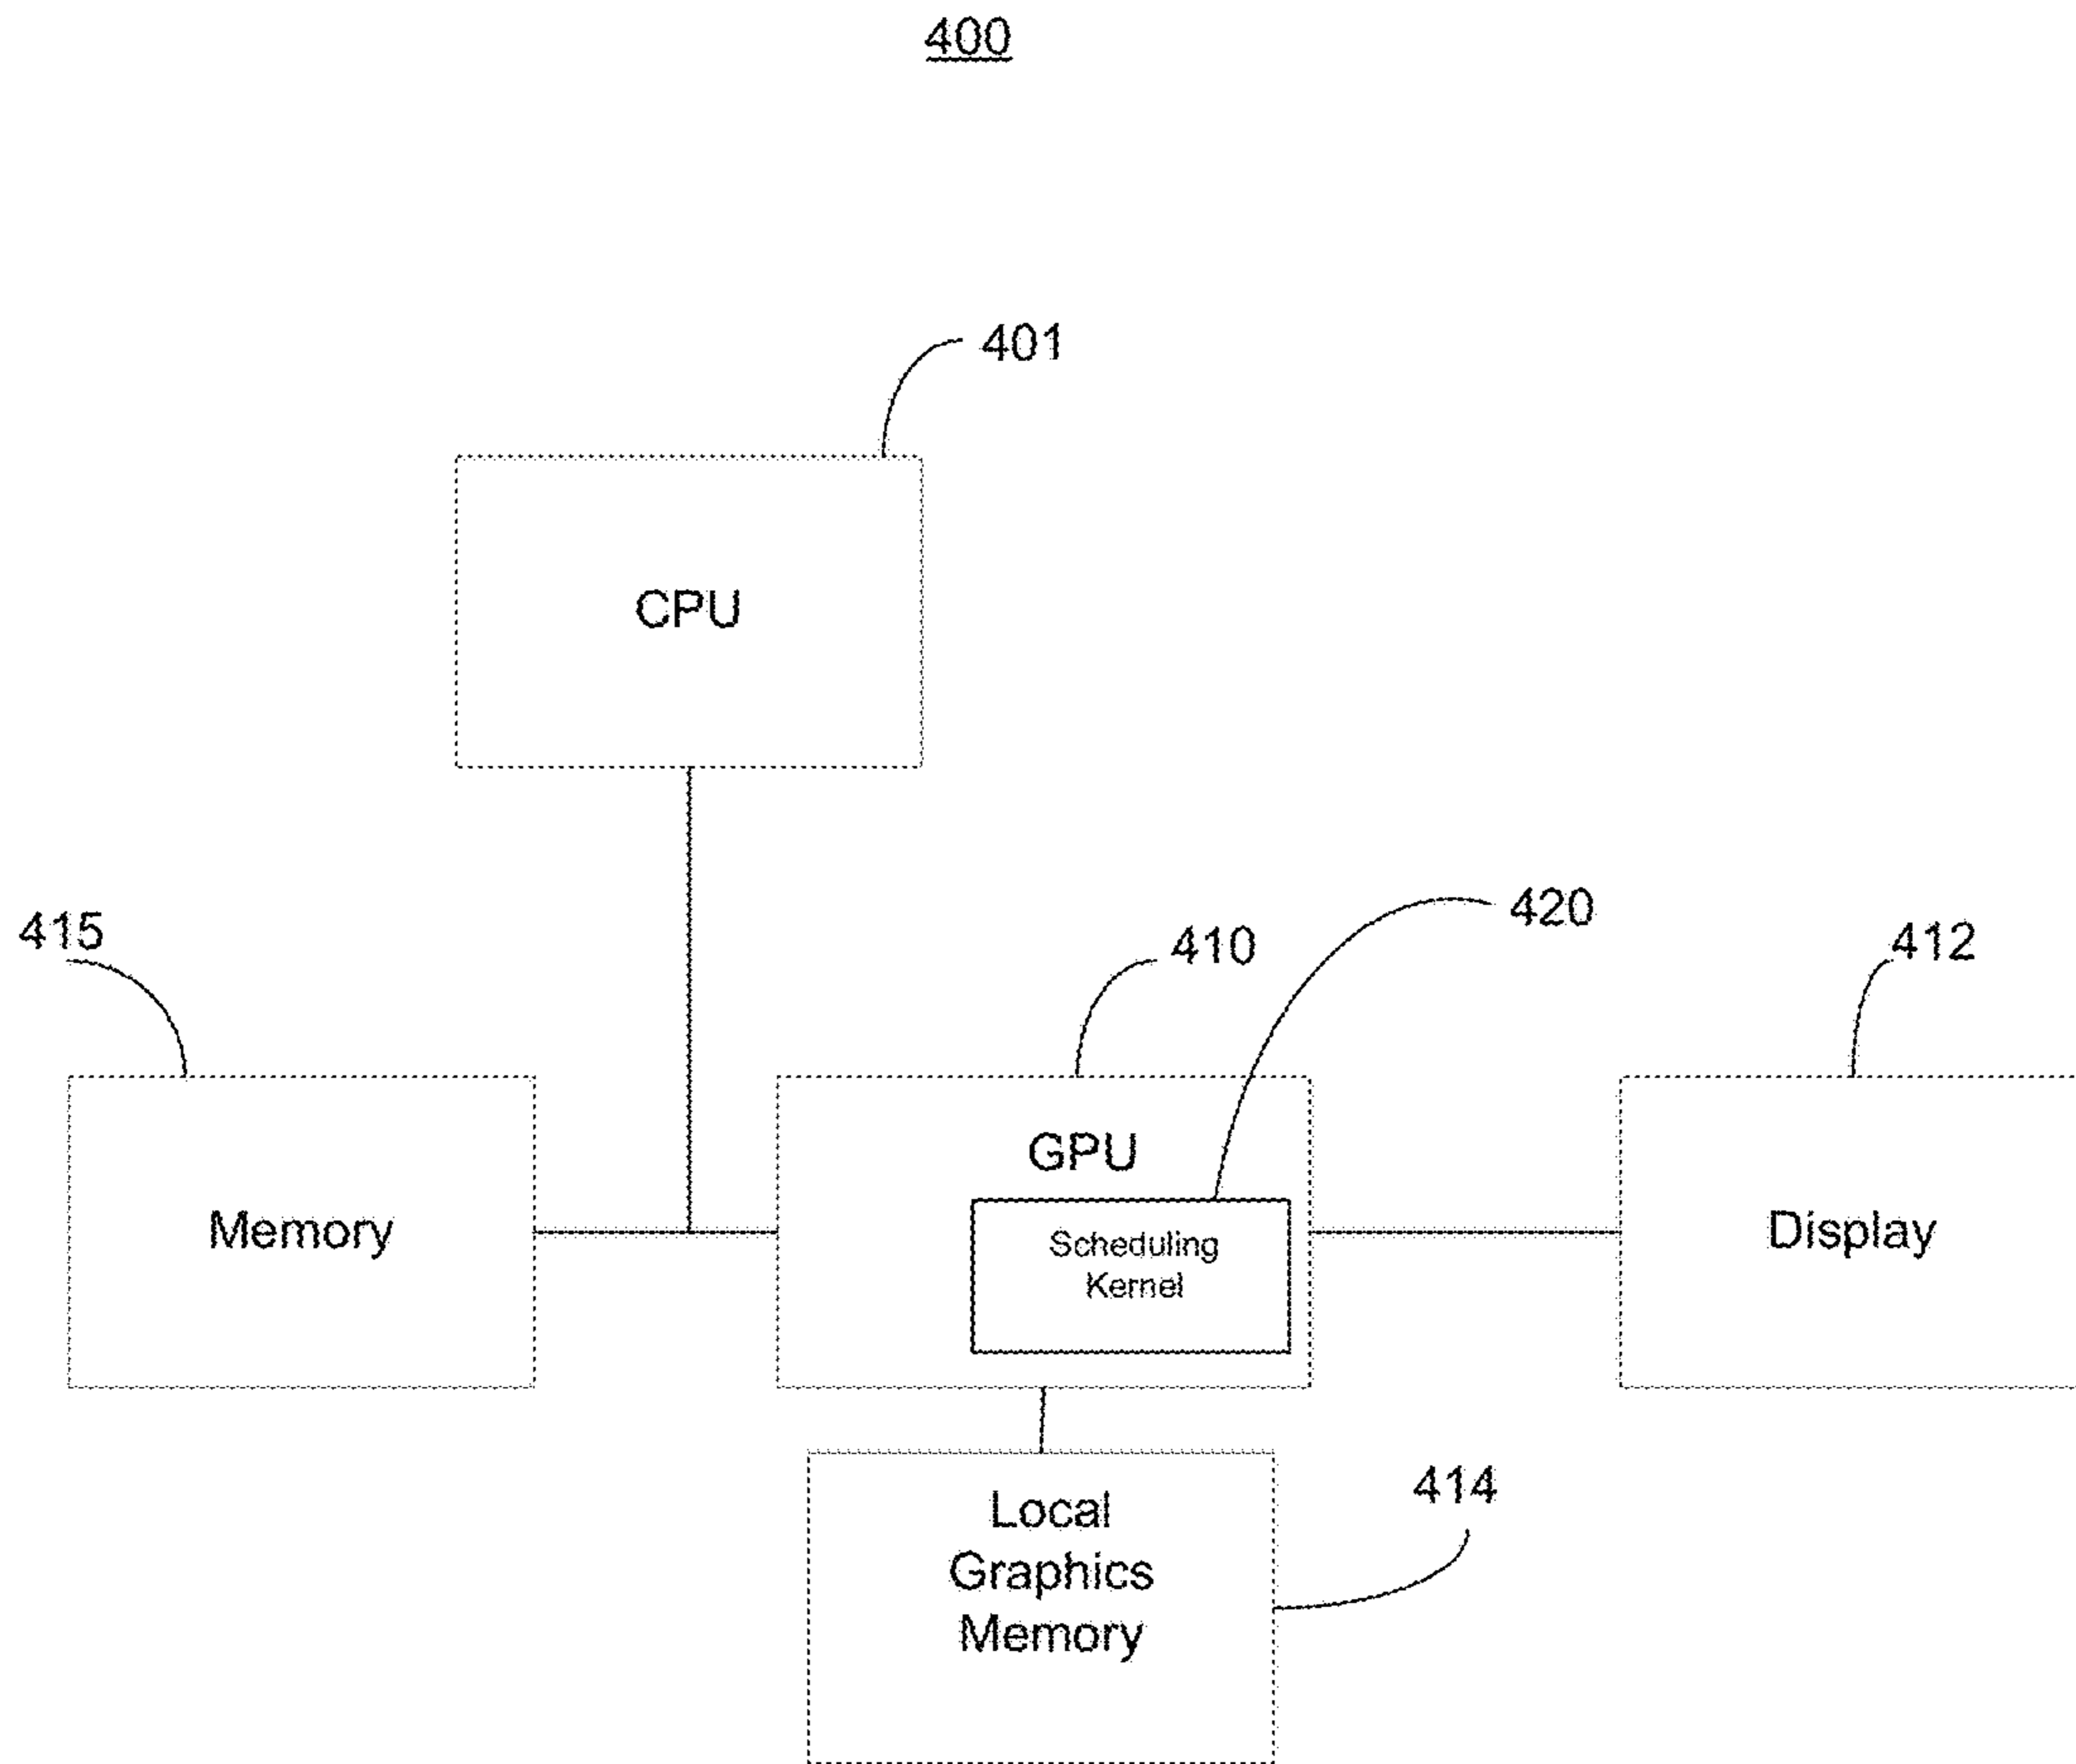 400
401
CPU
420
415
410
412
GPU
Memory
Scheduling
Kernel
Display
Local
Graphics
Memory
414